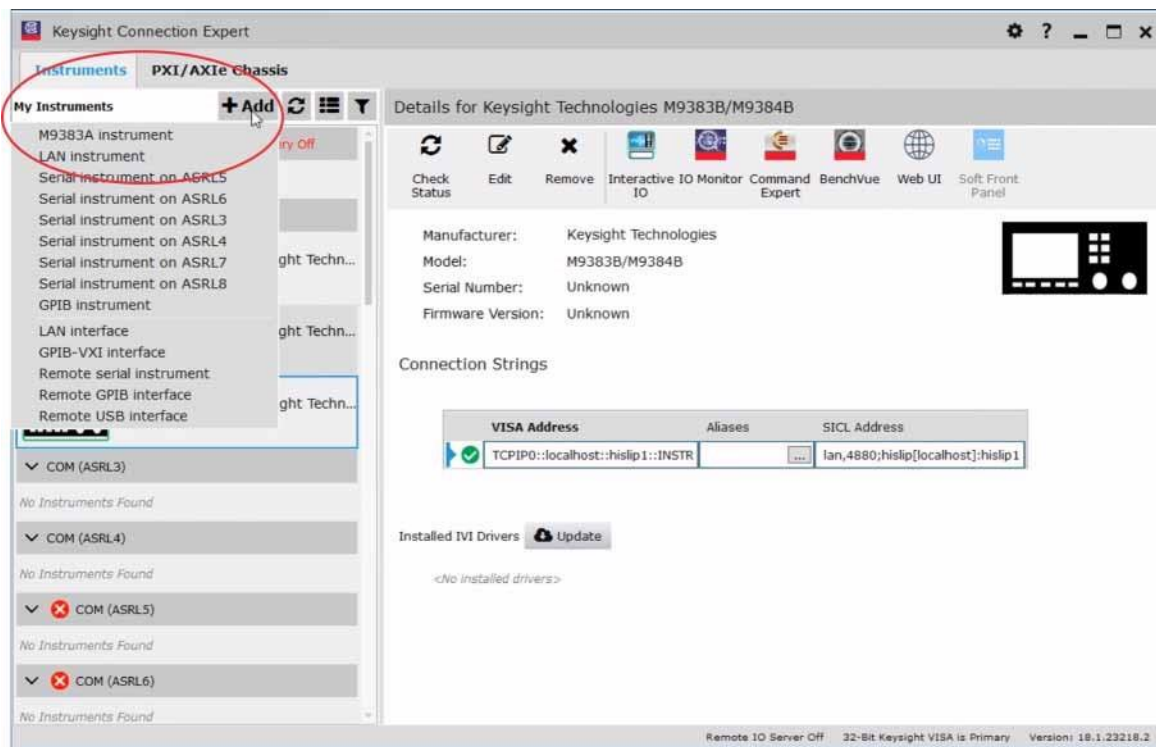 Keysight Connection Expert
Instruments PXI/AXIe Chassis
My Instruments
+ Add
M9383A instrument
LAN instrument
Serial instrument on ASRL5
Serial instrument on ASRL6
Serial instrument on ASRL3
Serial instrument on ASRL4
Serial instrument on ASRL7
Serial instrument on ASRL8
GPIB instrument
LAN interface
GPIB-VXI interface
Remote serial instrument
Remote GPIB interface
Remote USB interface
Off
ght Techn...
ght Techn...
ght Techn...
COM (ASRL3)
No Instruments Found
COM (ASRL4)
No Instruments Found
COM (ASRL5)
No Instruments Found
COM (ASRL6)
No Instruments Found
Details for Keysight Technologies M9383B/M9384B
Check Status
Edit
Remove
Interactive IO
IO Monitor
Command Expert
BenchVue
Web UI
Soft Front Panel
Manufacturer: Keysight Technologies
Model: M9383B/M9384B
Serial Number: Unknown
Firmware Version: Unknown
Connection Strings
VISA Address Aliases SICL Address
TCPIP0::localhost::hislip1::INSTR ... lan,4880;hislip[localhost]:hislip1
Installed IVI Drivers Update
<No installed drivers>
Remote IO Server Off 32-Bit Keysight VISA is Primary Version: 18.1.23218.2